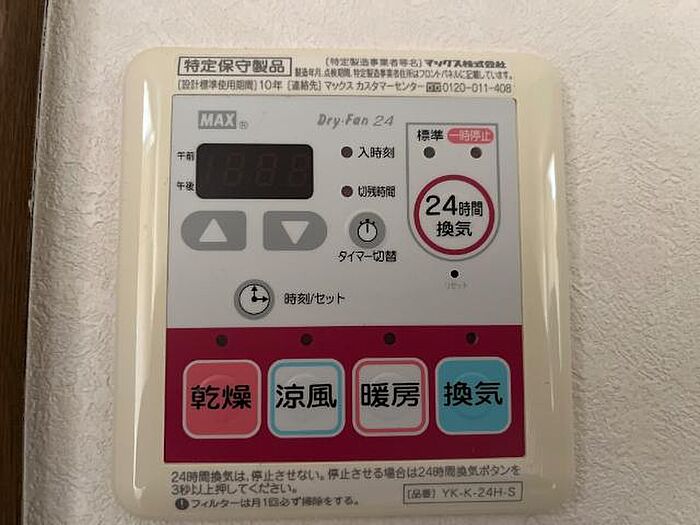 特定保守製品 (特定製造事業者等名) マックス株式会社
製造年月、点検期間、特定製造事業者住所はフロントパネルに記載しています。
[設計標準使用期間]10年 [連絡先] マックス カスタマーセンター 0120-011-408
MAX® Dry-Fan 24
標準 一時停止
午前
入時刻
午後
切残時間
24時間
換気
タイマー切替
リセット
時刻/セット
乾燥 涼風 暖房 換気
24時間換気は、停止させない。停止させる場合は24時間換気ボタンを
3秒以上押してください。
フィルターは月1回必ず掃除をする。
[品番] YK-K-24H-S